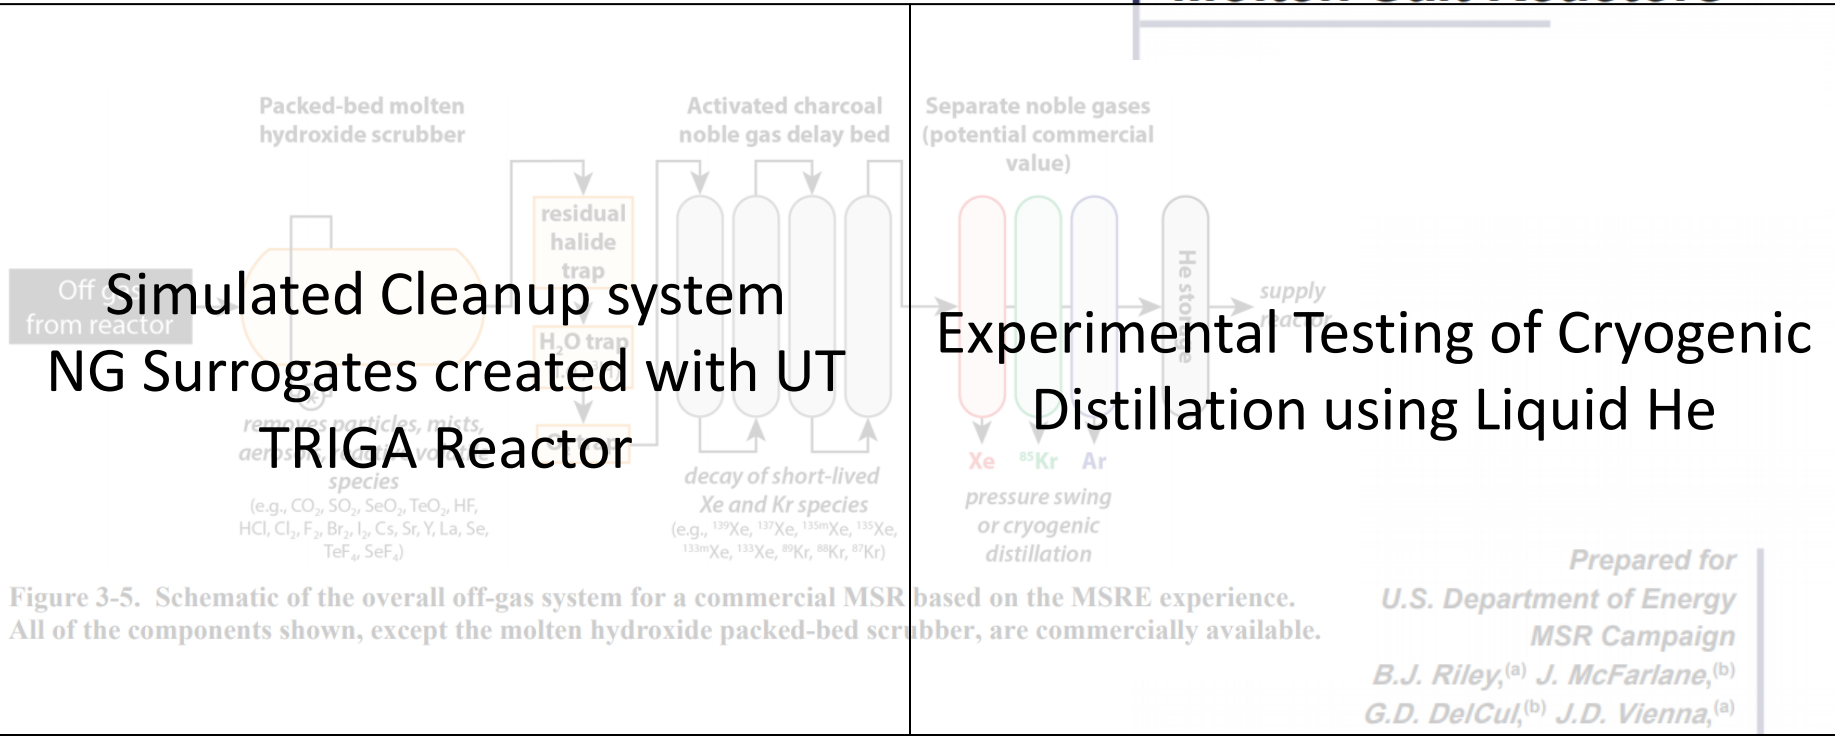 Molten Salt Reactors
Packed-bed molten
hydroxide scrubber
Activated charcoal
noble gas delay bed
Separate noble gases
(potential commercial
value)
residual
halide
trap
Off gas
from reactor
H₂O trap
He storage
supply
reactor
Simulated Cleanup system
NG Surrogates created with UT
TRIGA Reactor
Experimental Testing of Cryogenic
Distillation using Liquid He
removes particles, mists,
aerosols, reactive volatile
species
(e.g., CO₂, SO₂, SeO₂, TeO₂, HF,
HCl, Cl₂, F₂, Br₂, I₂, Cs, Sr, Y, La, Se,
TeF₄, SeF₄)
decay of short-lived
Xe and Kr species
(e.g., ¹³⁹Xe, ¹³⁷Xe, ¹³⁵ᵐXe, ¹³⁵Xe,
¹³³ᵐXe, ¹³³Xe, ⁸⁹Kr, ⁸⁸Kr, ⁸⁷Kr)
Xe ⁸⁵Kr Ar
pressure swing
or cryogenic
distillation
Figure 3-5. Schematic of the overall off-gas system for a commercial MSR based on the MSRE experience.
All of the components shown, except the molten hydroxide packed-bed scrubber, are commercially available.
Prepared for
U.S. Department of Energy
MSR Campaign
B.J. Riley,⁽ᵃ⁾ J. McFarlane,⁽ᵇ⁾
G.D. DelCul,⁽ᵇ⁾ J.D. Vienna,⁽ᵃ⁾